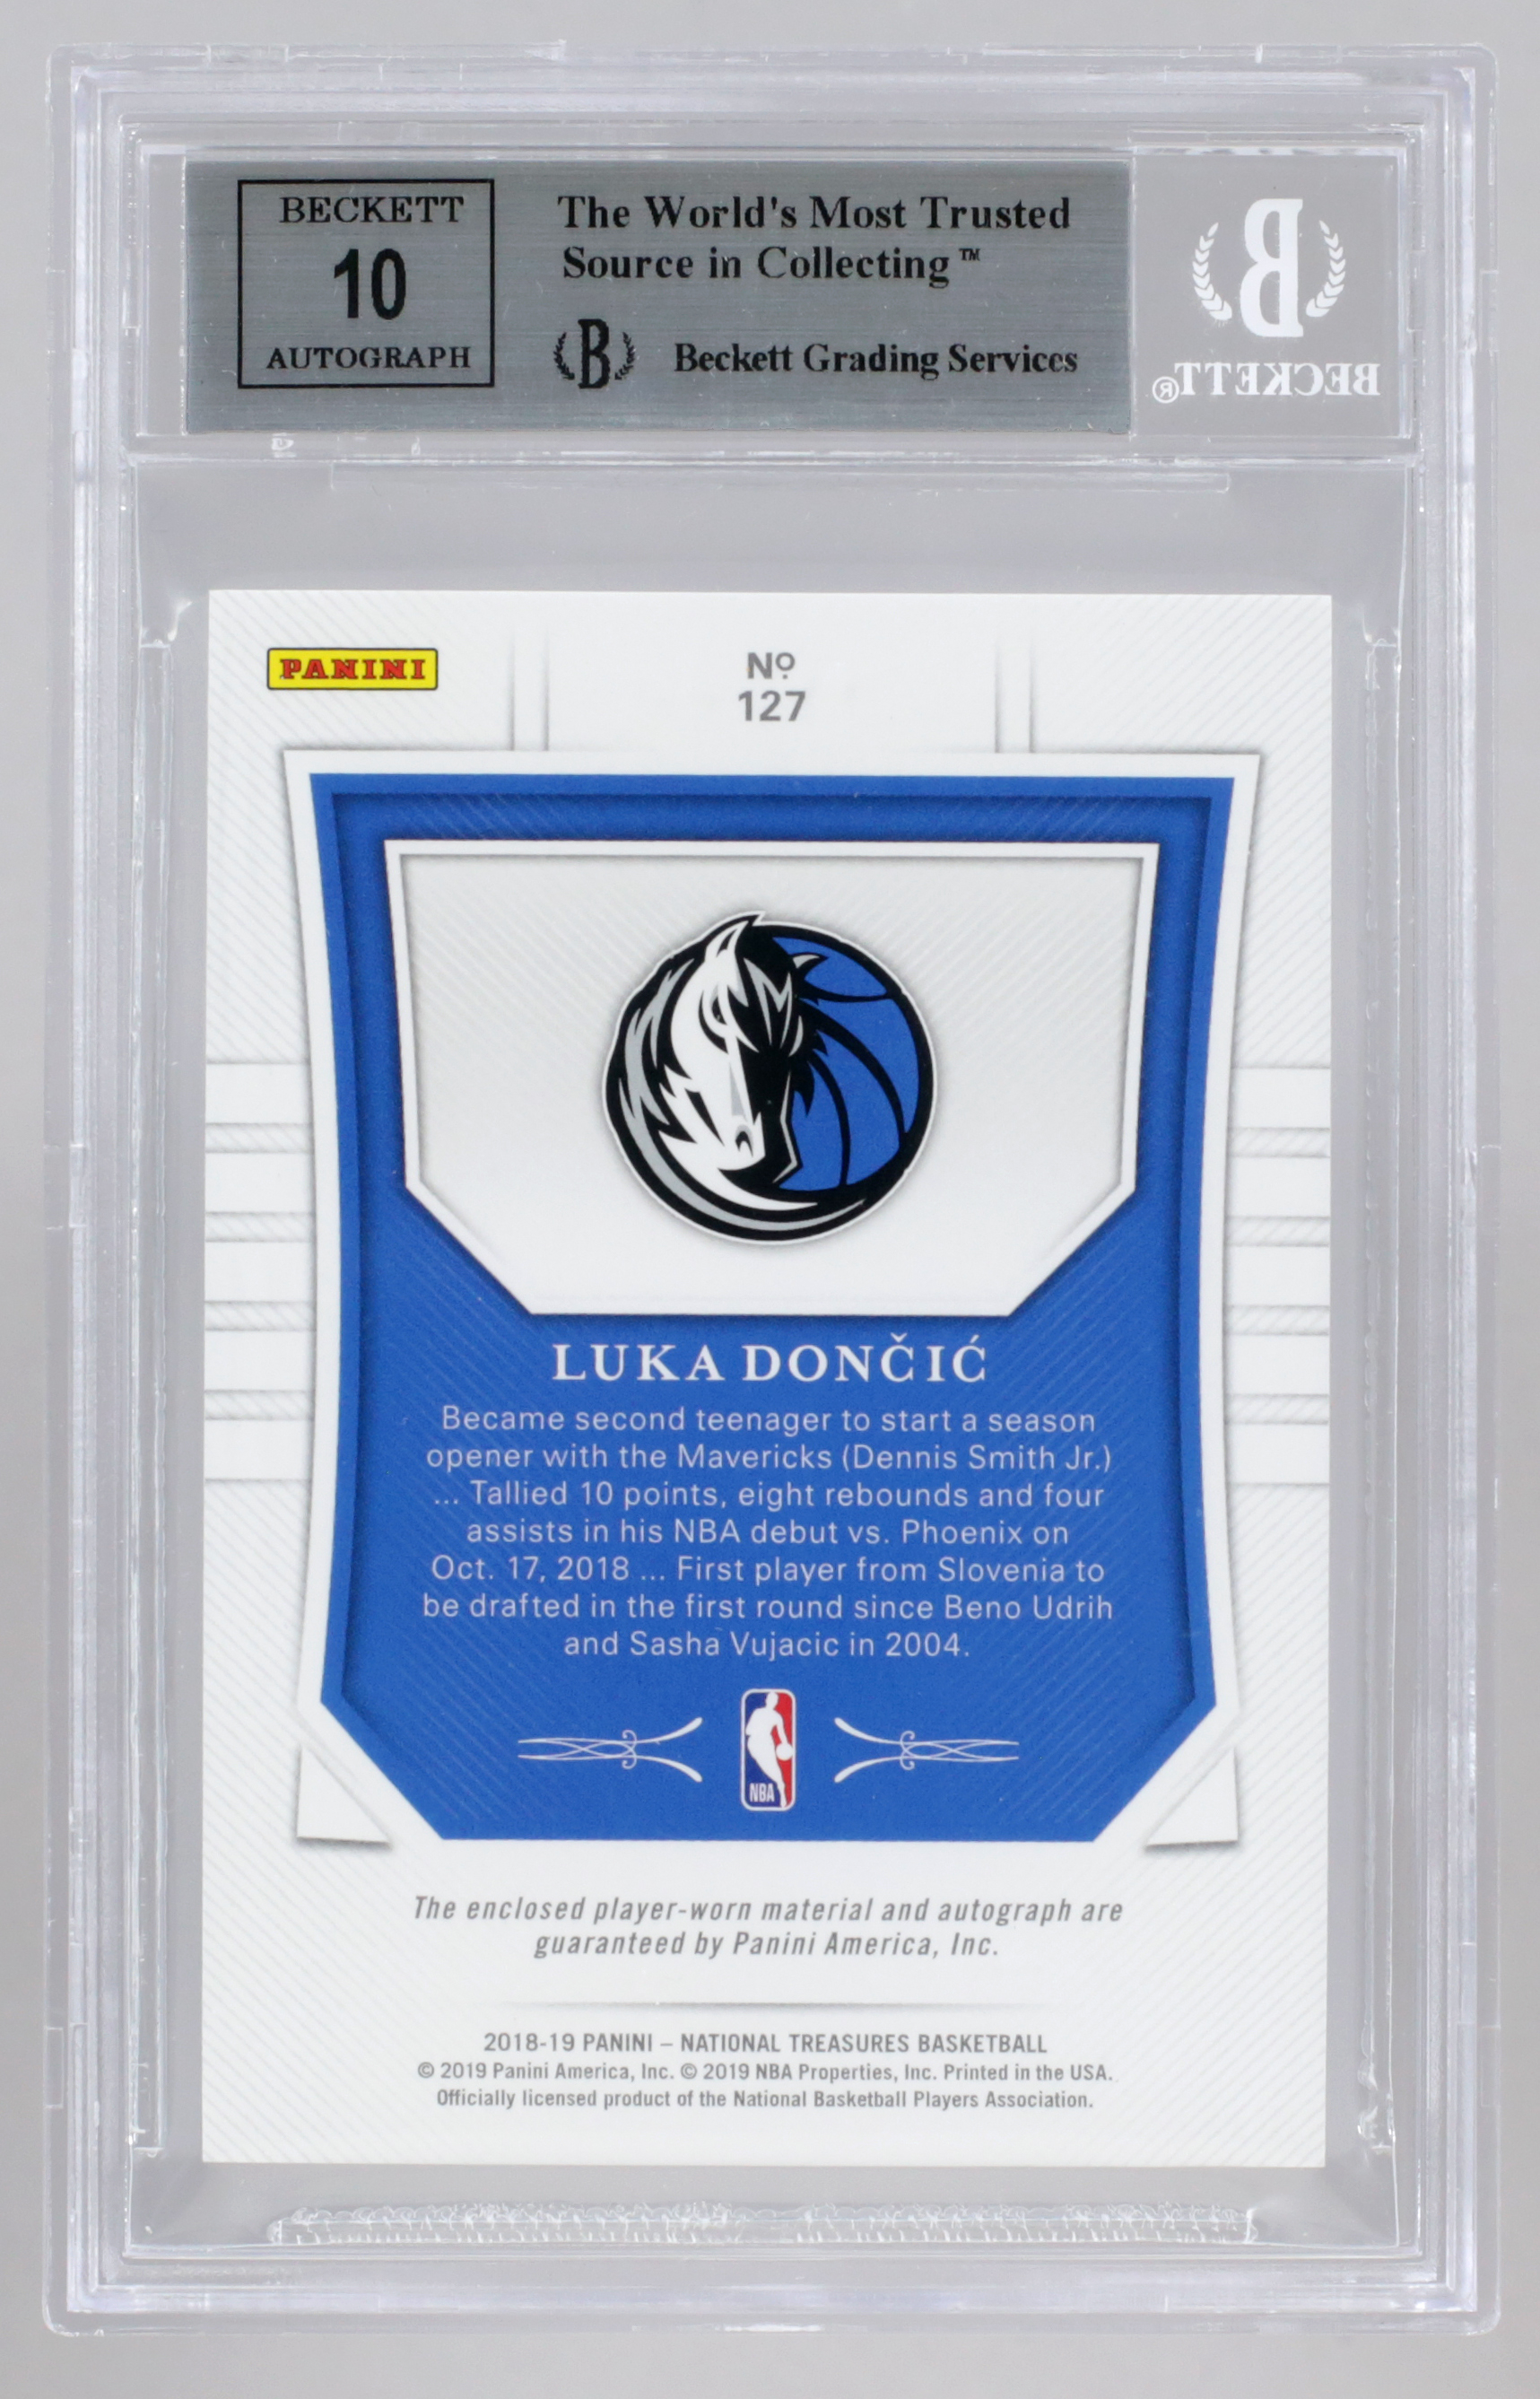 BECKETT
10
AUTOGRAPH
The World's Most Trusted
Source in Collecting™
B
Beckett Grading Services
B
BECKETT®
PANINI
Nº
127
LUKA DONČIĆ
Became second teenager to start a season
opener with the Mavericks (Dennis Smith Jr.)
... Tallied 10 points, eight rebounds and four
assists in his NBA debut vs. Phoenix on
Oct. 17, 2018 ... First player from Slovenia to
be drafted in the first round since Beno Udrih
and Sasha Vujacic in 2004.
NBA
The enclosed player-worn material and autograph are
guaranteed by Panini America, Inc.
2018-19 PANINI – NATIONAL TREASURES BASKETBALL
© 2019 Panini America, Inc. © 2019 NBA Properties, Inc. Printed in the USA.
Officially licensed product of the National Basketball Players Association.